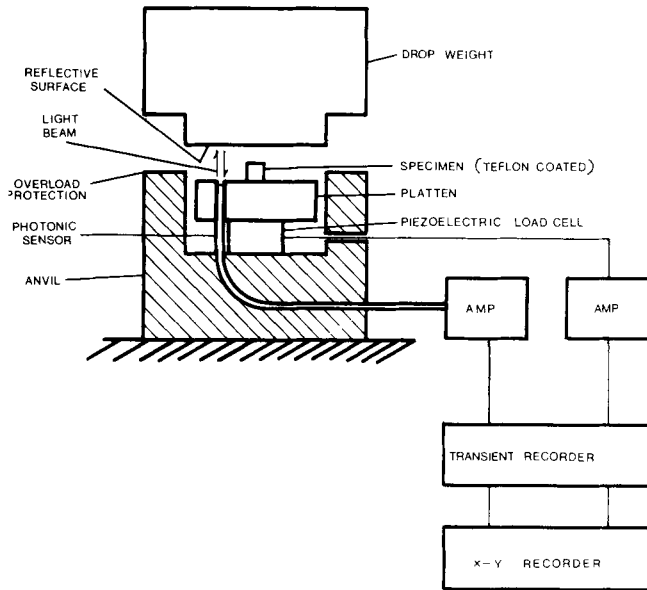 DROP WEIGHT
REFLECTIVE
SURFACE
LIGHT
BEAM
SPECIMEN (TEFLON COATED)
OVERLOAD
PROTECTION
PLATTEN
PHOTONIC
SENSOR
PIEZOELECTRIC LOAD CELL
ANVIL
AMP
AMP
TRANSIENT RECORDER
X-Y RECORDER